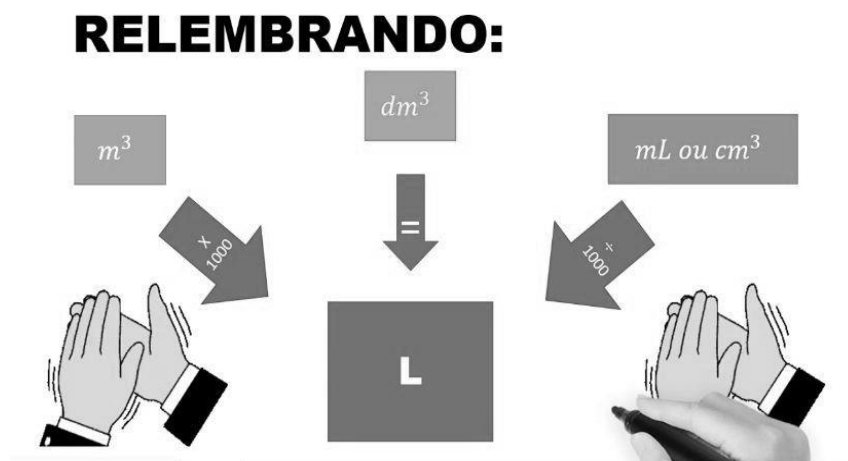 RELEMBRANDO:
dm³
m³
mL ou cm³
X
1000
=
÷
1000
L